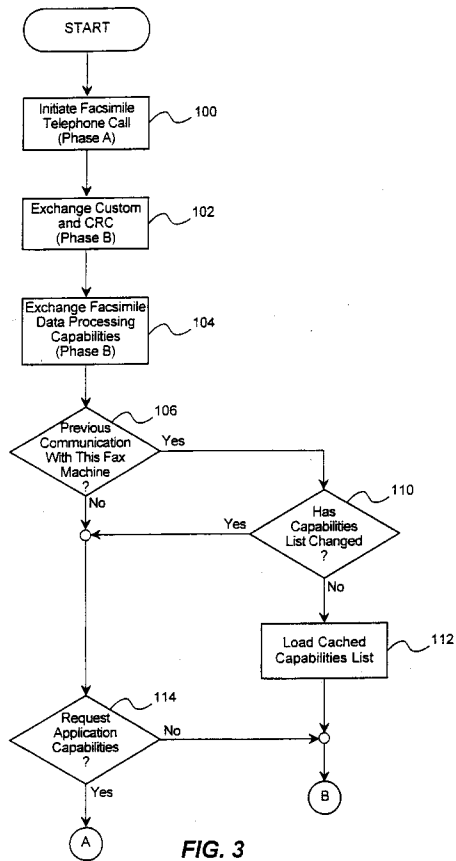 START
Initiate Facsimile
Telephone Call
(Phase A)
100
Exchange Custom
and CRC
(Phase B)
102
Exchange Facsimile
Data Processing
Capabilities
(Phase B)
104
106
Previous
Communication
With This Fax
Machine
?
Yes
No
110
Has
Capabilities
List Changed
?
Yes
No
Load Cached
Capabilities List
112
114
Request
Application
Capabilities
?
No
Yes
B
A
FIG. 3